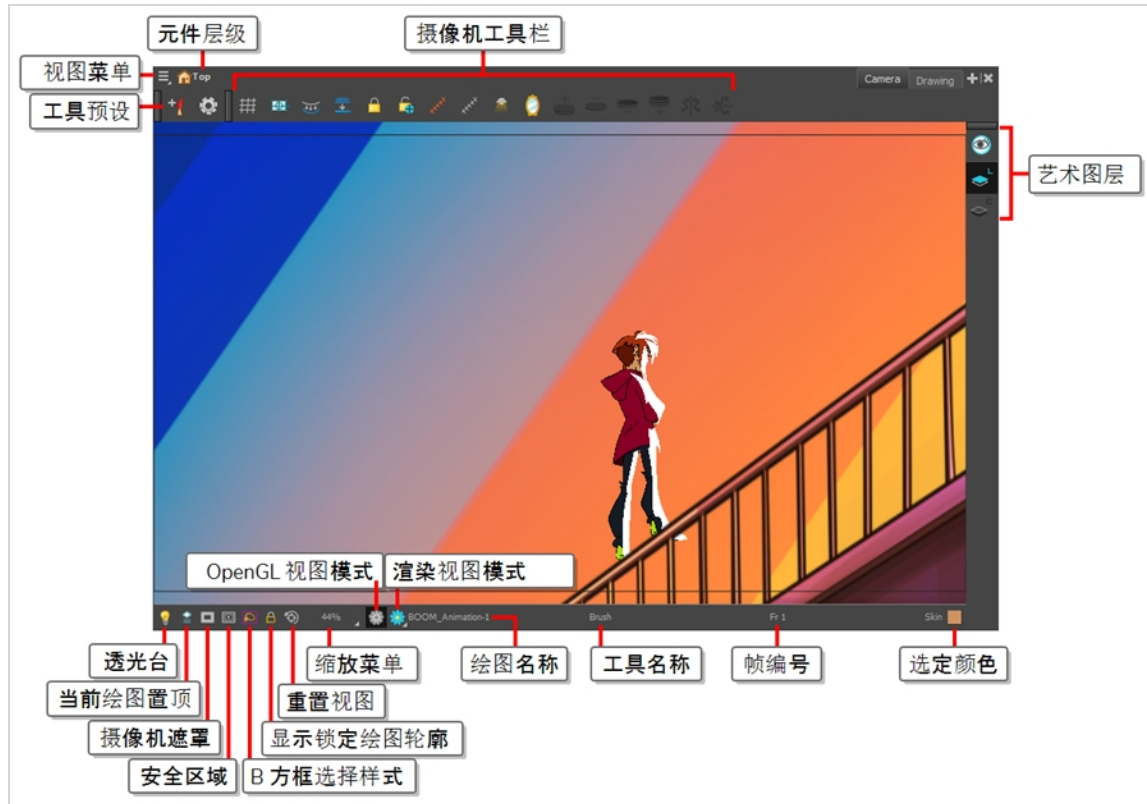 元件层级
摄像机工具栏
视图菜单
Top
Camera
Drawing
工具预设
L
C
艺术图层
OpenGL 视图模式
渲染视图模式
44%
BOOM_Animation-1
Brush
Fr 1
Skin
透光台
缩放菜单
绘图名称
工具名称
帧编号
选定颜色
当前绘图置顶
重置视图
摄像机遮罩
显示锁定绘图轮廓
安全区域
B 方框选择样式